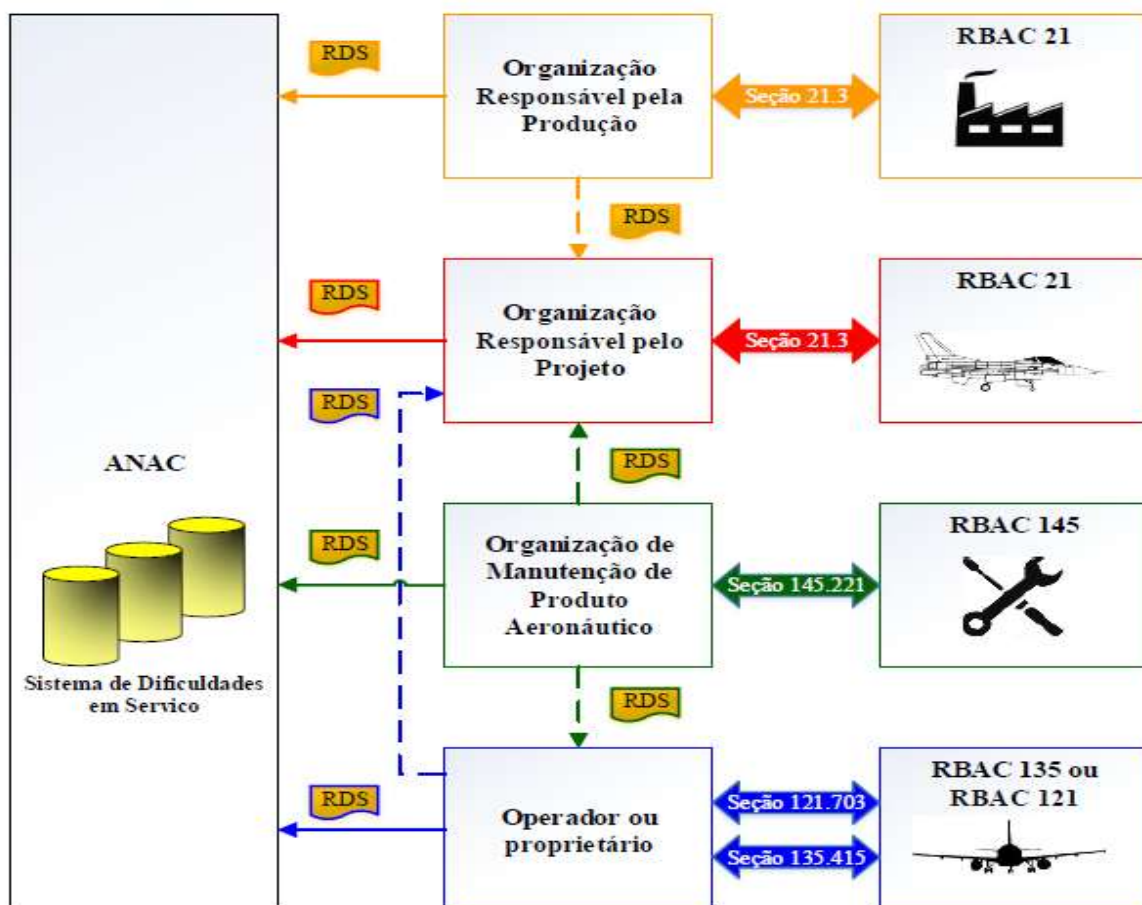 RDS
Organização
Responsável pela
Produção
Seção 21.3
RBAC 21
RDS
RDS
Organização
Responsável pelo
Projeto
Seção 21.3
RBAC 21
RDS
ANAC
Sistema de Dificuldades
em Servico
RDS
RDS
Organização de
Manutenção de
Produto
Aeronáutico
Seção 145.221
RBAC 145
RDS
RDS
Operador ou
proprietário
Seção 121.703
Seção 135.415
RBAC 135 ou
RBAC 121